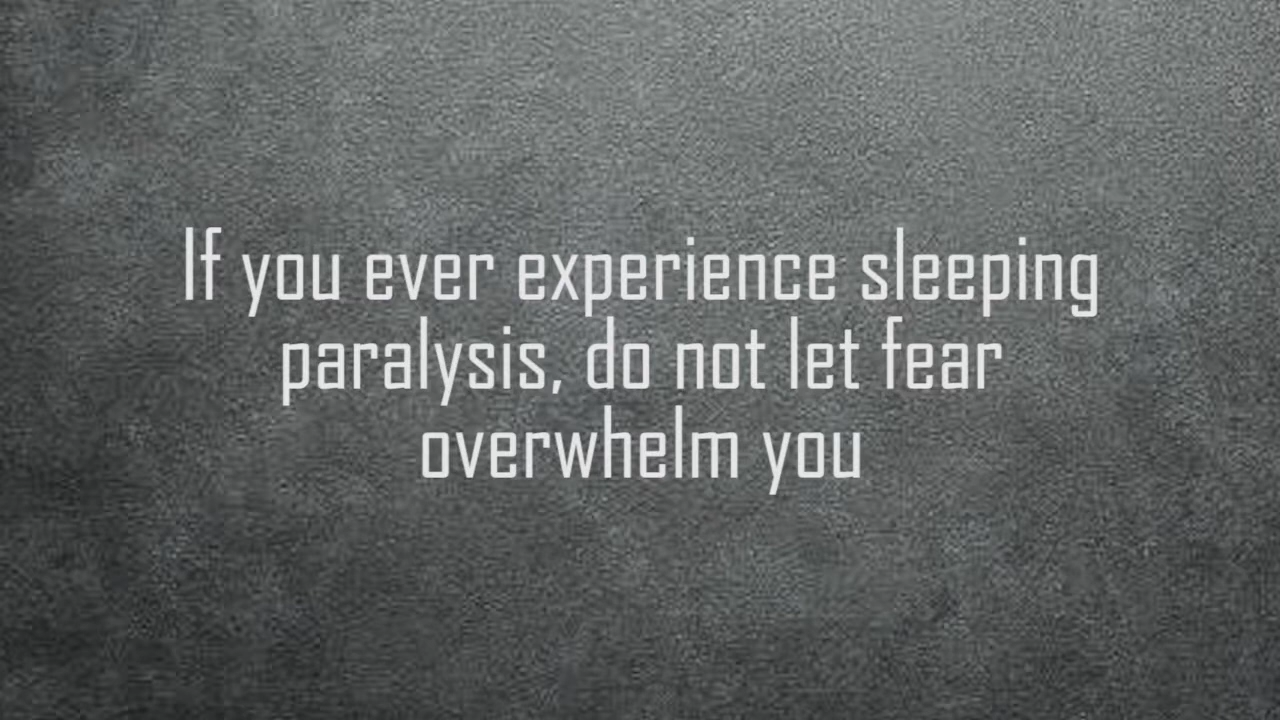 If you ever experience sleeping
paralysis, do not let fear
overwhelm you